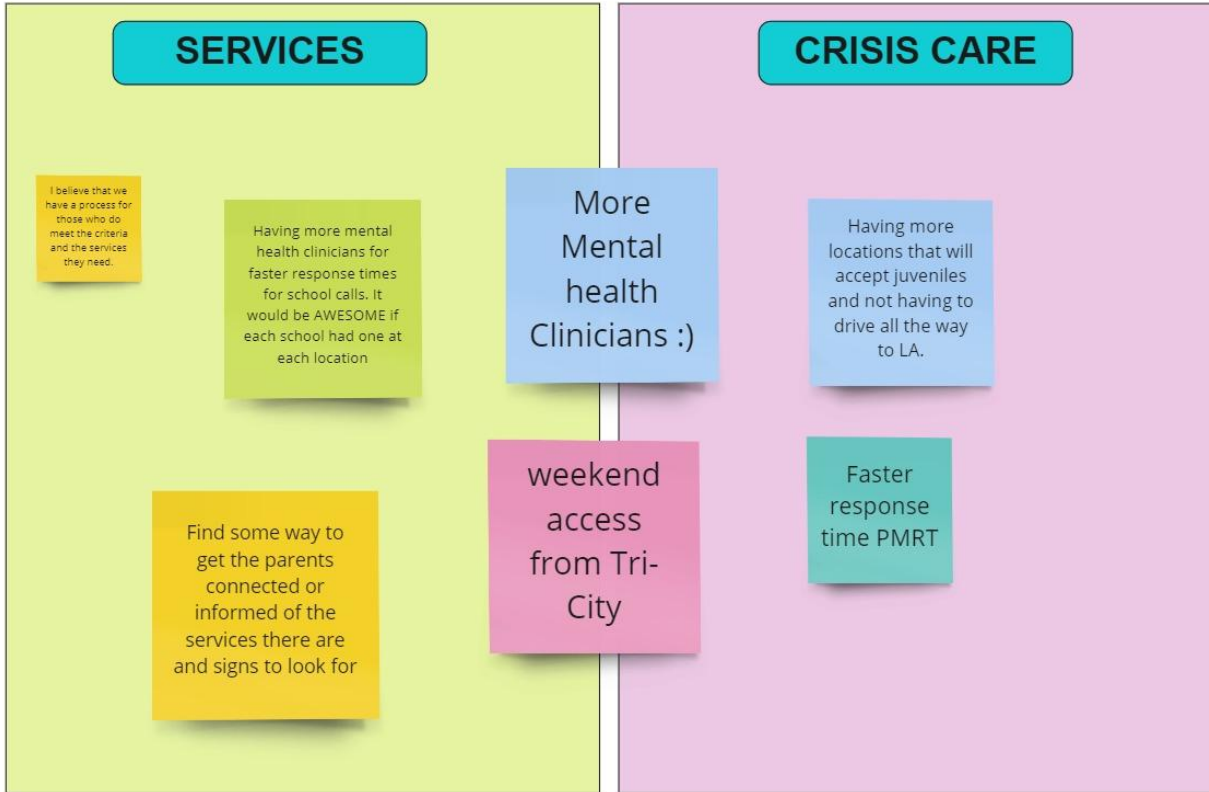 SERVICES
I believe that we
have a process for
those who do
meet the criteria
and the services
they need.
Having more mental
health clinicians for
faster response times
for school calls. It
would be AWESOME if
each school had one at
each location
Find some way to
get the parents
connected or
informed of the
services there are
and signs to look for
More
Mental
health
Clinicians :)
weekend
access
from Tri-
City
CRISIS CARE
Having more
locations that will
accept juveniles
and not having to
drive all the way
to LA.
Faster
response
time PMRT